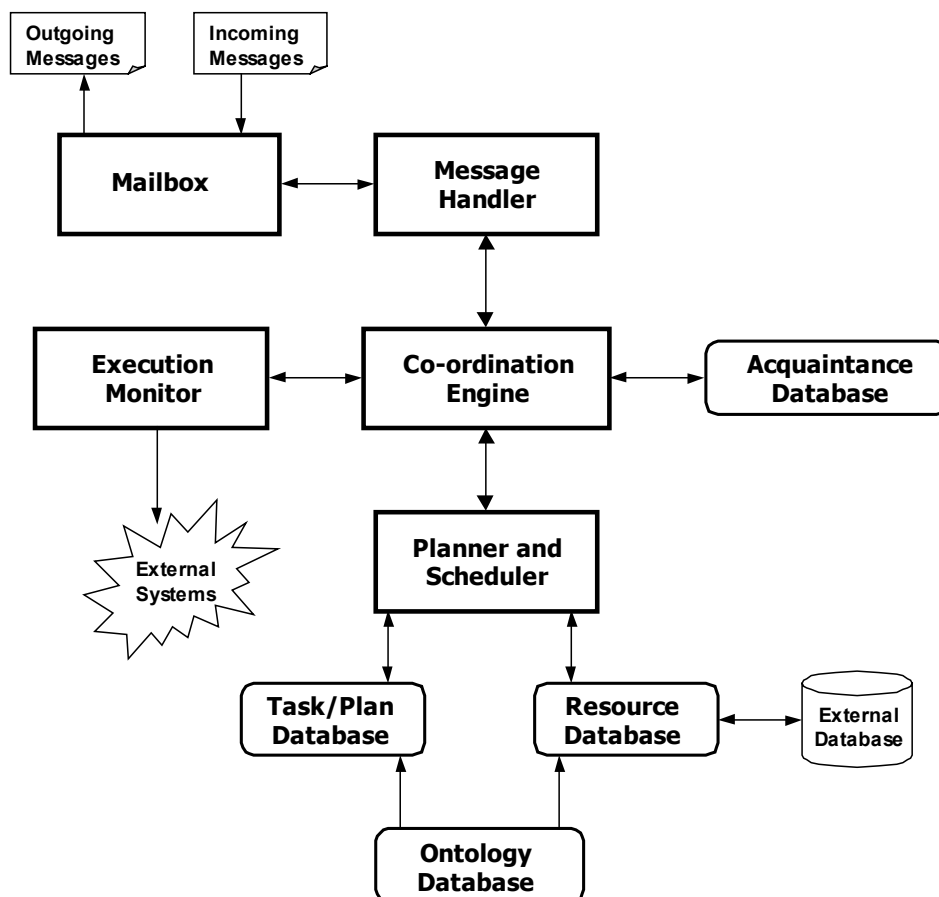 Outgoing
Messages
Incoming
Messages
Mailbox
Message
Handler
Execution
Monitor
Co-ordination
Engine
Acquaintance
Database
External
Systems
Planner and
Scheduler
Task/Plan
Database
Resource
Database
External
Database
Ontology
Database